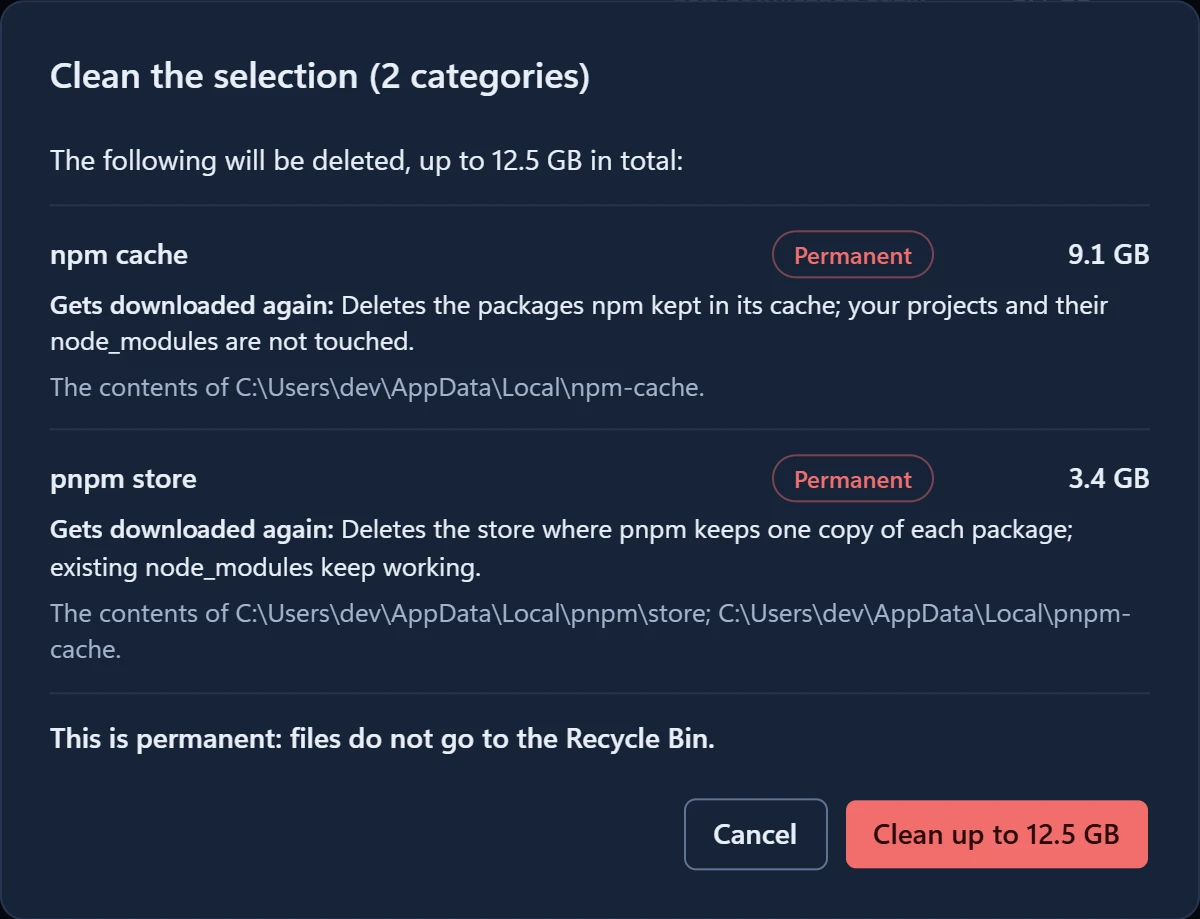 Clean the selection (2 categories)
The following will be deleted, up to 12.5 GB in total:
npm cache
Permanent
9.1 GB
Gets downloaded again: Deletes the packages npm kept in its cache; your projects and their
node_modules are not touched.
The contents of C:\Users\dev\AppData\Local\npm-cache.
pnpm store
Permanent
3.4 GB
Gets downloaded again: Deletes the store where pnpm keeps one copy of each package;
existing node_modules keep working.
The contents of C:\Users\dev\AppData\Local\pnpm\store; C:\Users\dev\AppData\Local\pnpm-
cache.
This is permanent: files do not go to the Recycle Bin.
Cancel
Clean up to 12.5 GB